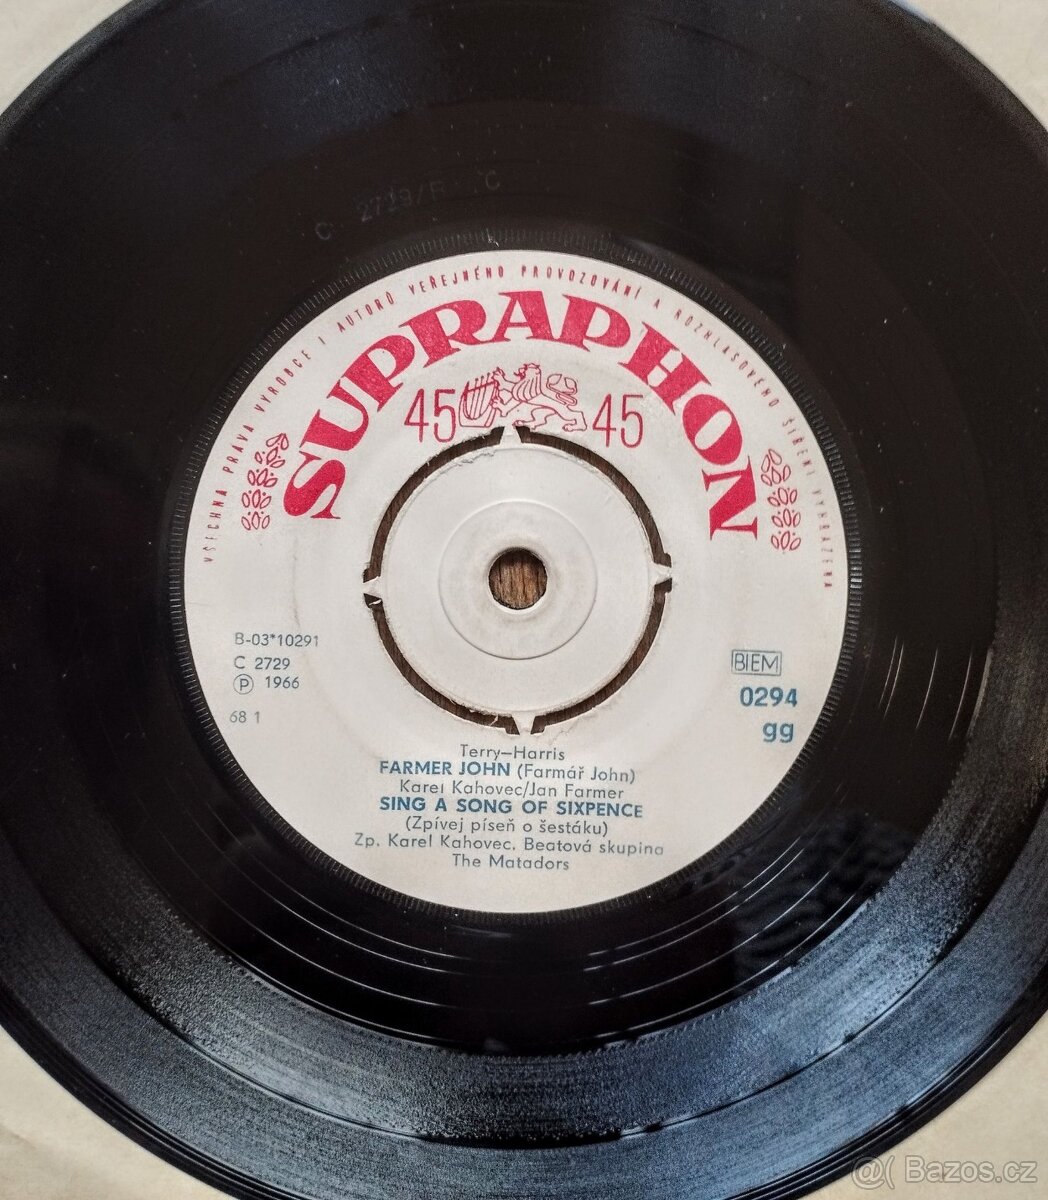 C 2729/B C
VŠECHNA PRÁVA VÝROBCE I AUTORŮ VEŘEJNÉHO PROVOZOVÁNÍ A ROZHLASOVÉHO ŠÍŘENÍ VYHRAZENA
SUPRAPHON
45 45
B-03*10291
C 2729
Ⓟ 1966
68 1
BIEM
0294
gg
Terry—Harris
FARMER JOHN (Farmář John)
Karel Kahovec/Jan Farmer
SING A SONG OF SIXPENCE
(Zpívej píseň o šestáku)
Zp. Karel Kahovec. Beatová skupina
The Matadors
@( Bazos.cz